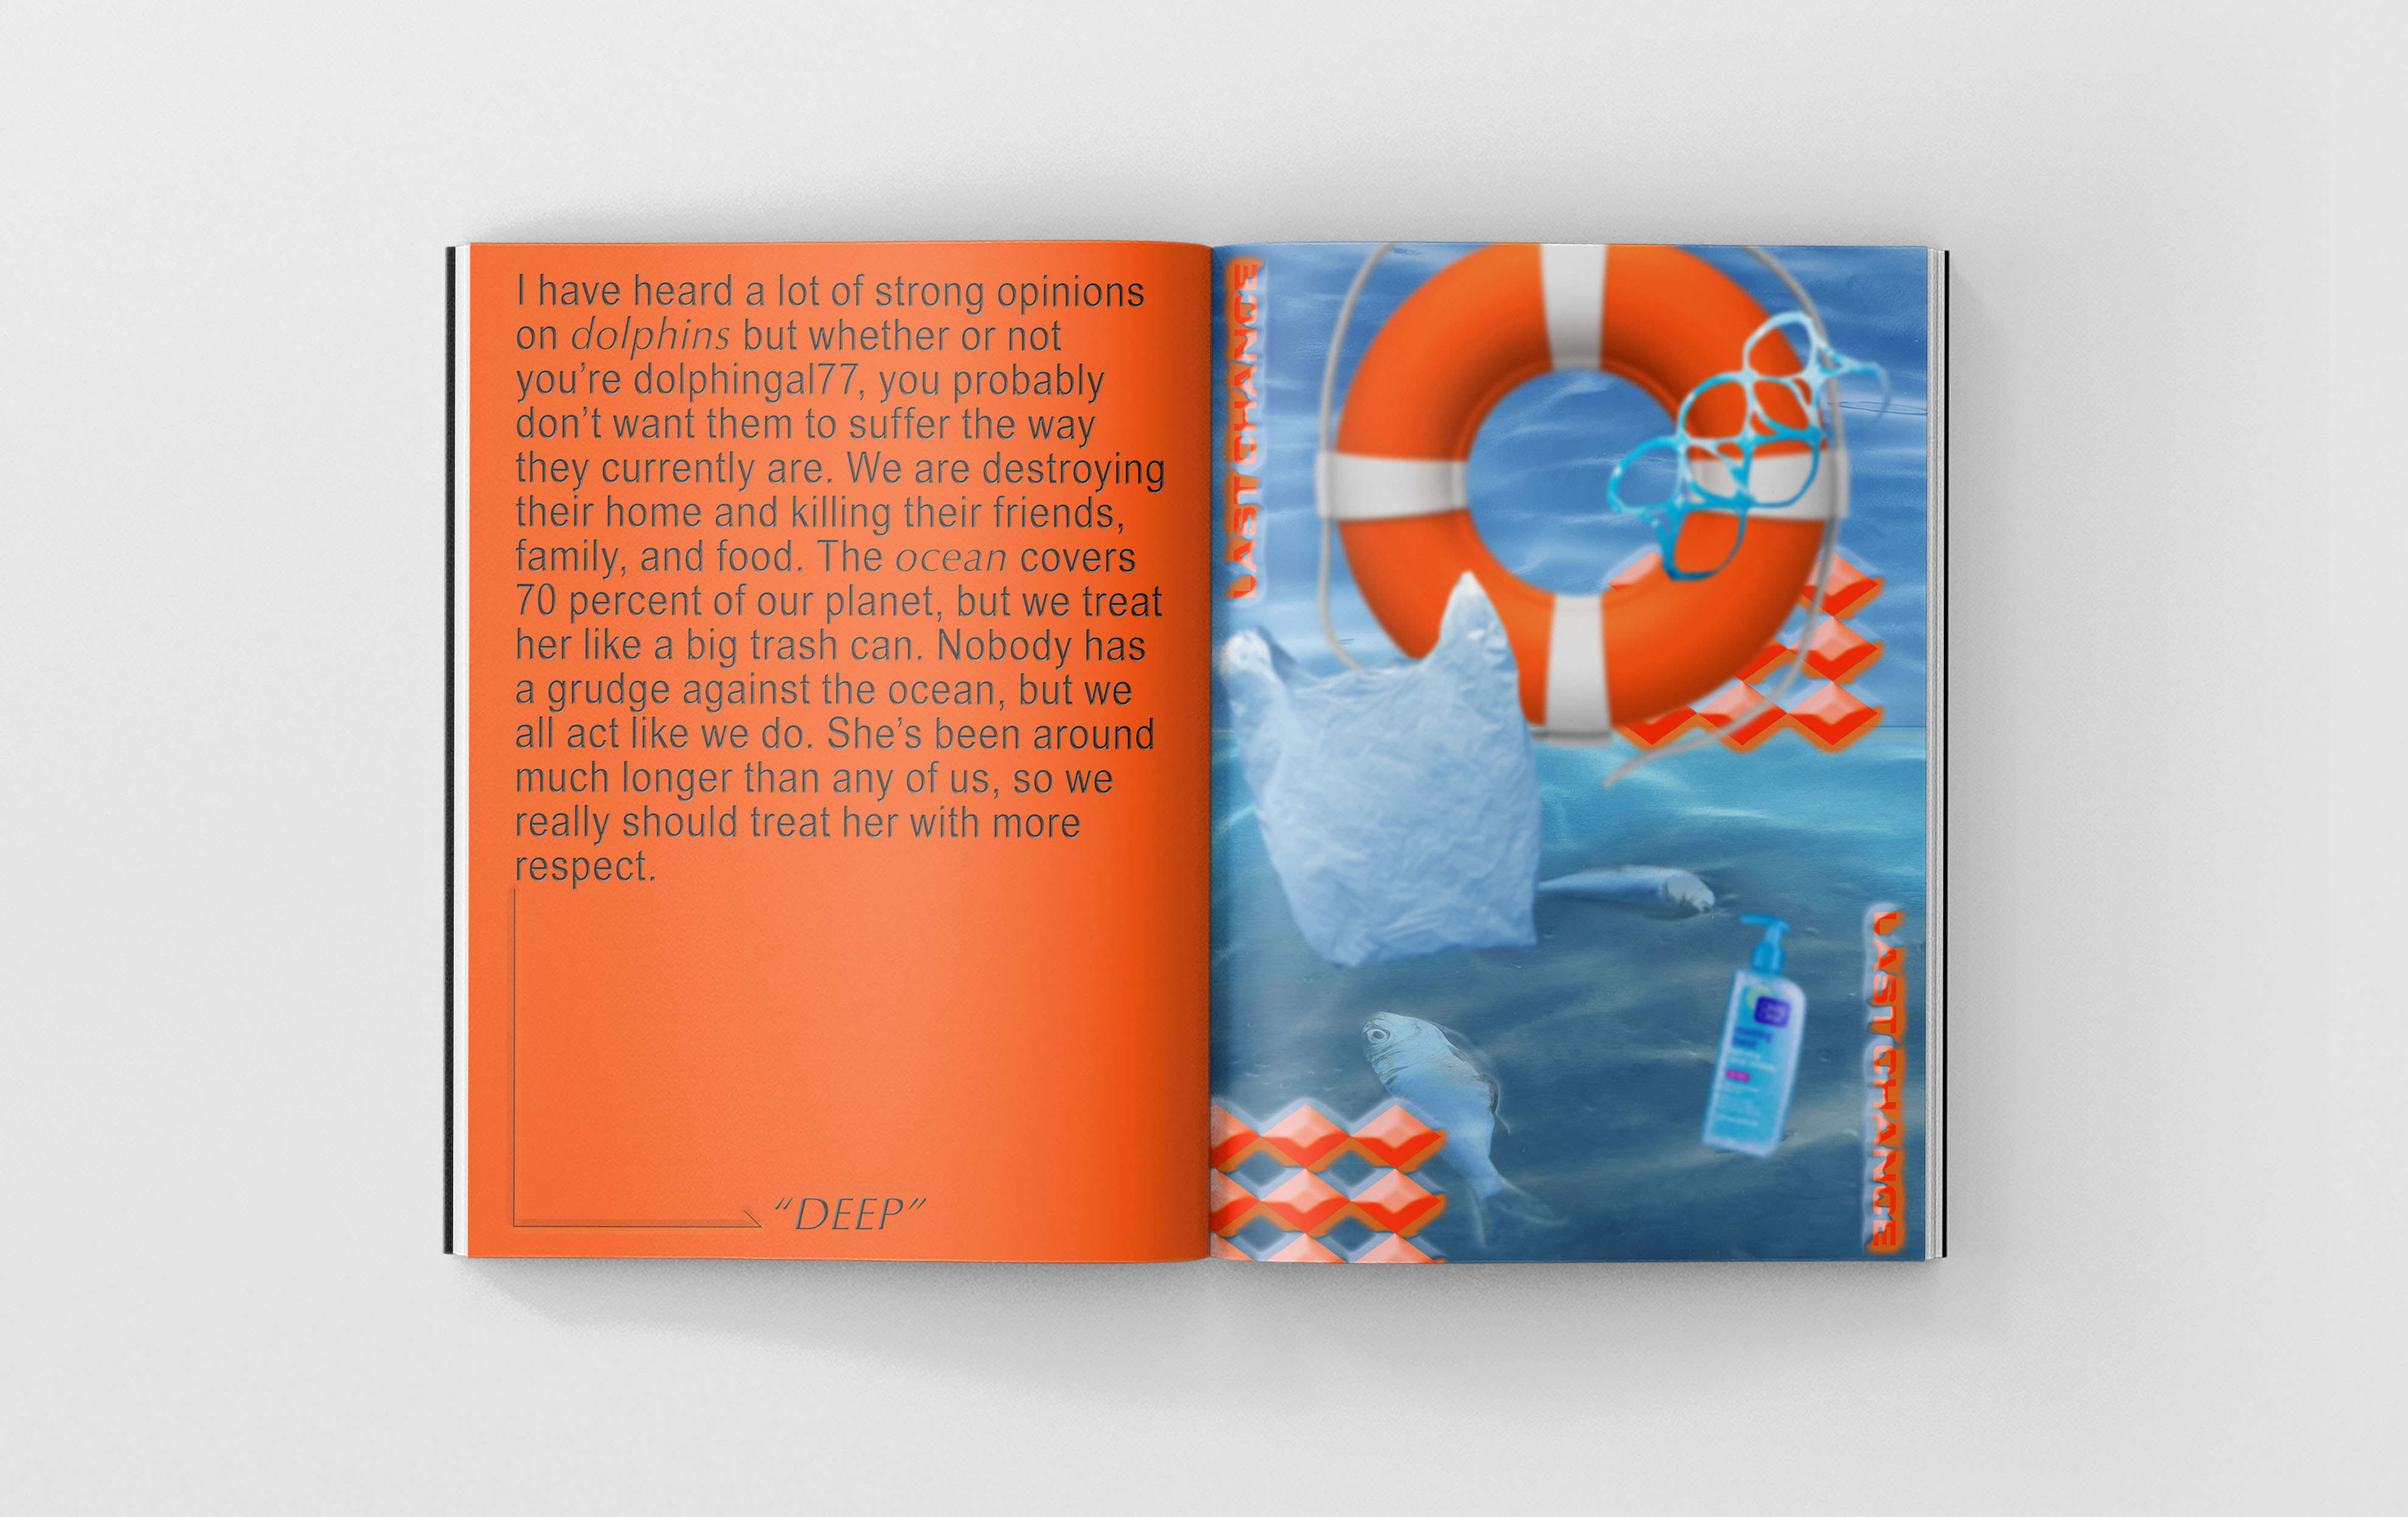 I have heard a lot of strong opinions
on dolphins but whether or not
you’re dolphingal77, you probably
don’t want them to suffer the way
they currently are. We are destroying
their home and killing their friends,
family, and food. The ocean covers
70 percent of our planet, but we treat
her like a big trash can. Nobody has
a grudge against the ocean, but we
all act like we do. She’s been around
much longer than any of us, so we
really should treat her with more
respect.
“DEEP”
LAST CHANCE
LAST CHANCE